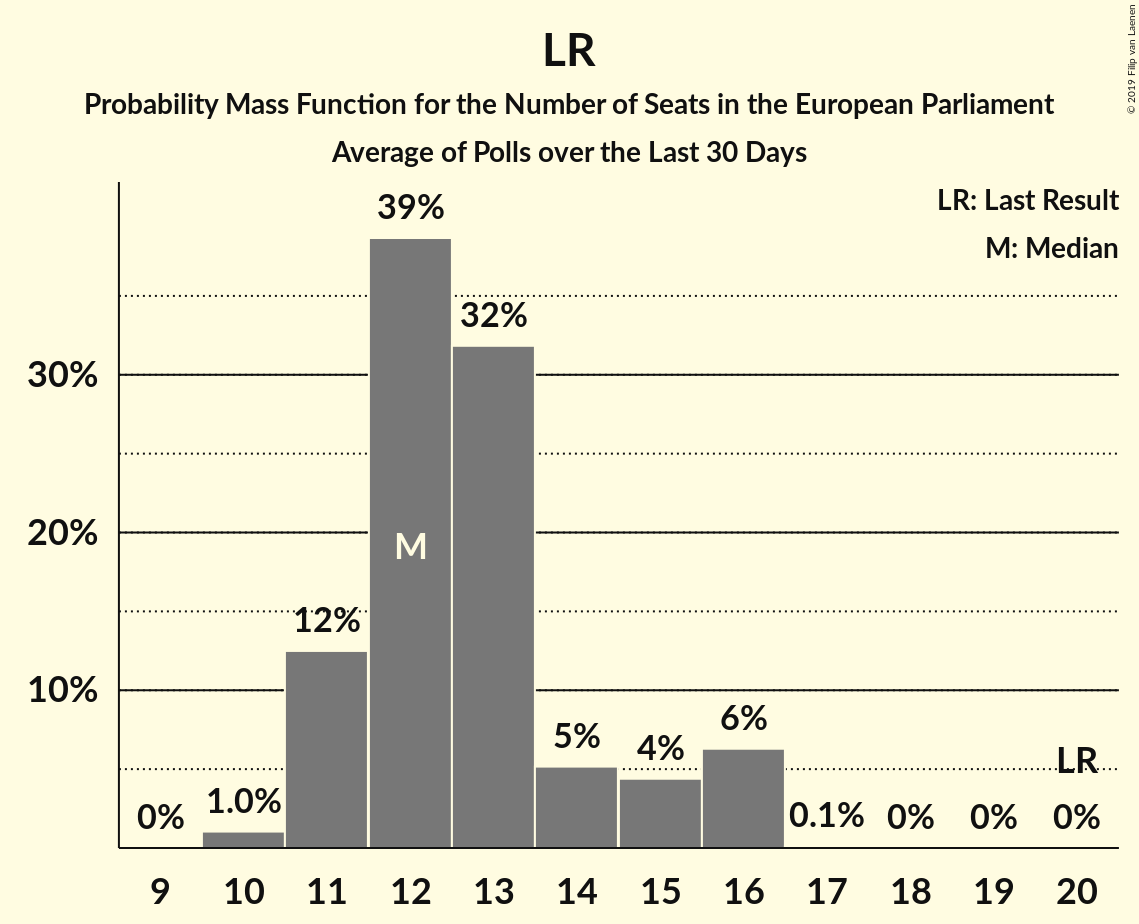 LR
Probability Mass Function for the Number of Seats in the European Parliament
Average of Polls over the Last 30 Days
© 2019 Filip van Laenen
LR: Last Result
M: Median
39%
32%
30%
20%
M
12%
10%
6%
5%
4%
LR
0%
1.0%
0.1%
0%
0%
0%
9 10 11 12 13 14 15 16 17 18 19 20